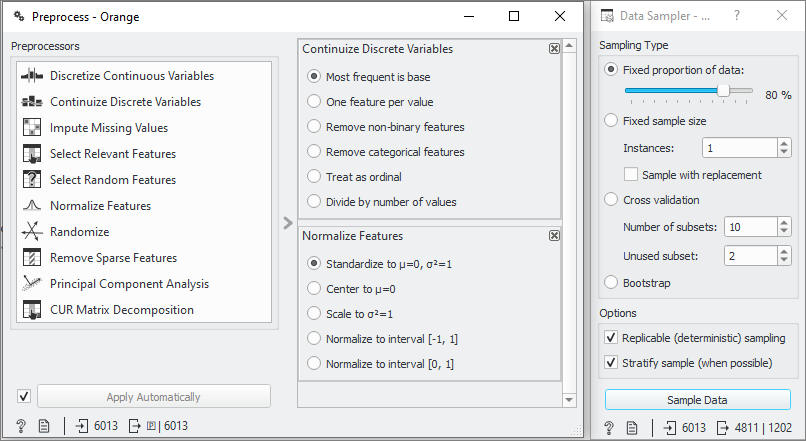 Preprocess - Orange
Preprocessors
Discretize Continuous Variables
Continuize Discrete Variables
Impute Missing Values
Select Relevant Features
Select Random Features
Normalize Features
Randomize
Remove Sparse Features
Principal Component Analysis
CUR Matrix Decomposition
Apply Automatically
? 6013 6013
Continuize Discrete Variables
Most frequent is base
One feature per value
Remove non-binary features
Remove categorical features
Treat as ordinal
Divide by number of values
Normalize Features
Standardize to μ=0, σ²=1
Center to μ=0
Scale to σ²=1
Normalize to interval [-1, 1]
Normalize to interval [0, 1]
Data Sampler - ... ?
Sampling Type
Fixed proportion of data:
80 %
Fixed sample size
Instances: 1
Sample with replacement
Cross validation
Number of subsets: 10
Unused subset: 2
Bootstrap
Options
Replicable (deterministic) sampling
Stratify sample (when possible)
Sample Data
? 6013 4811 | 1202